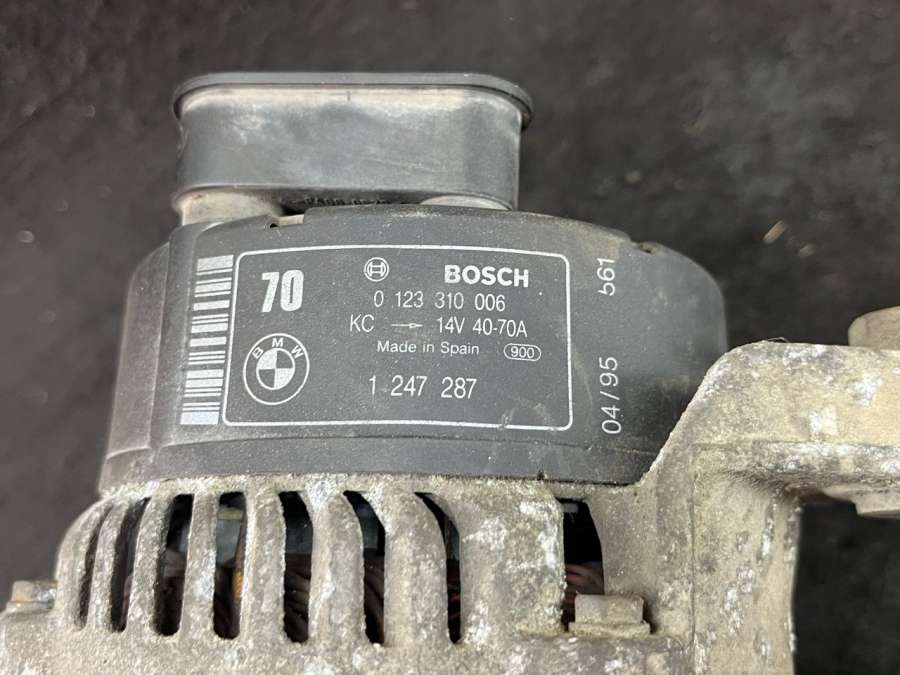 70
BOSCH
0 123 310 006
KC → 14V 40-70A
Made in Spain 900
BMW
1 247 287
04/95 561